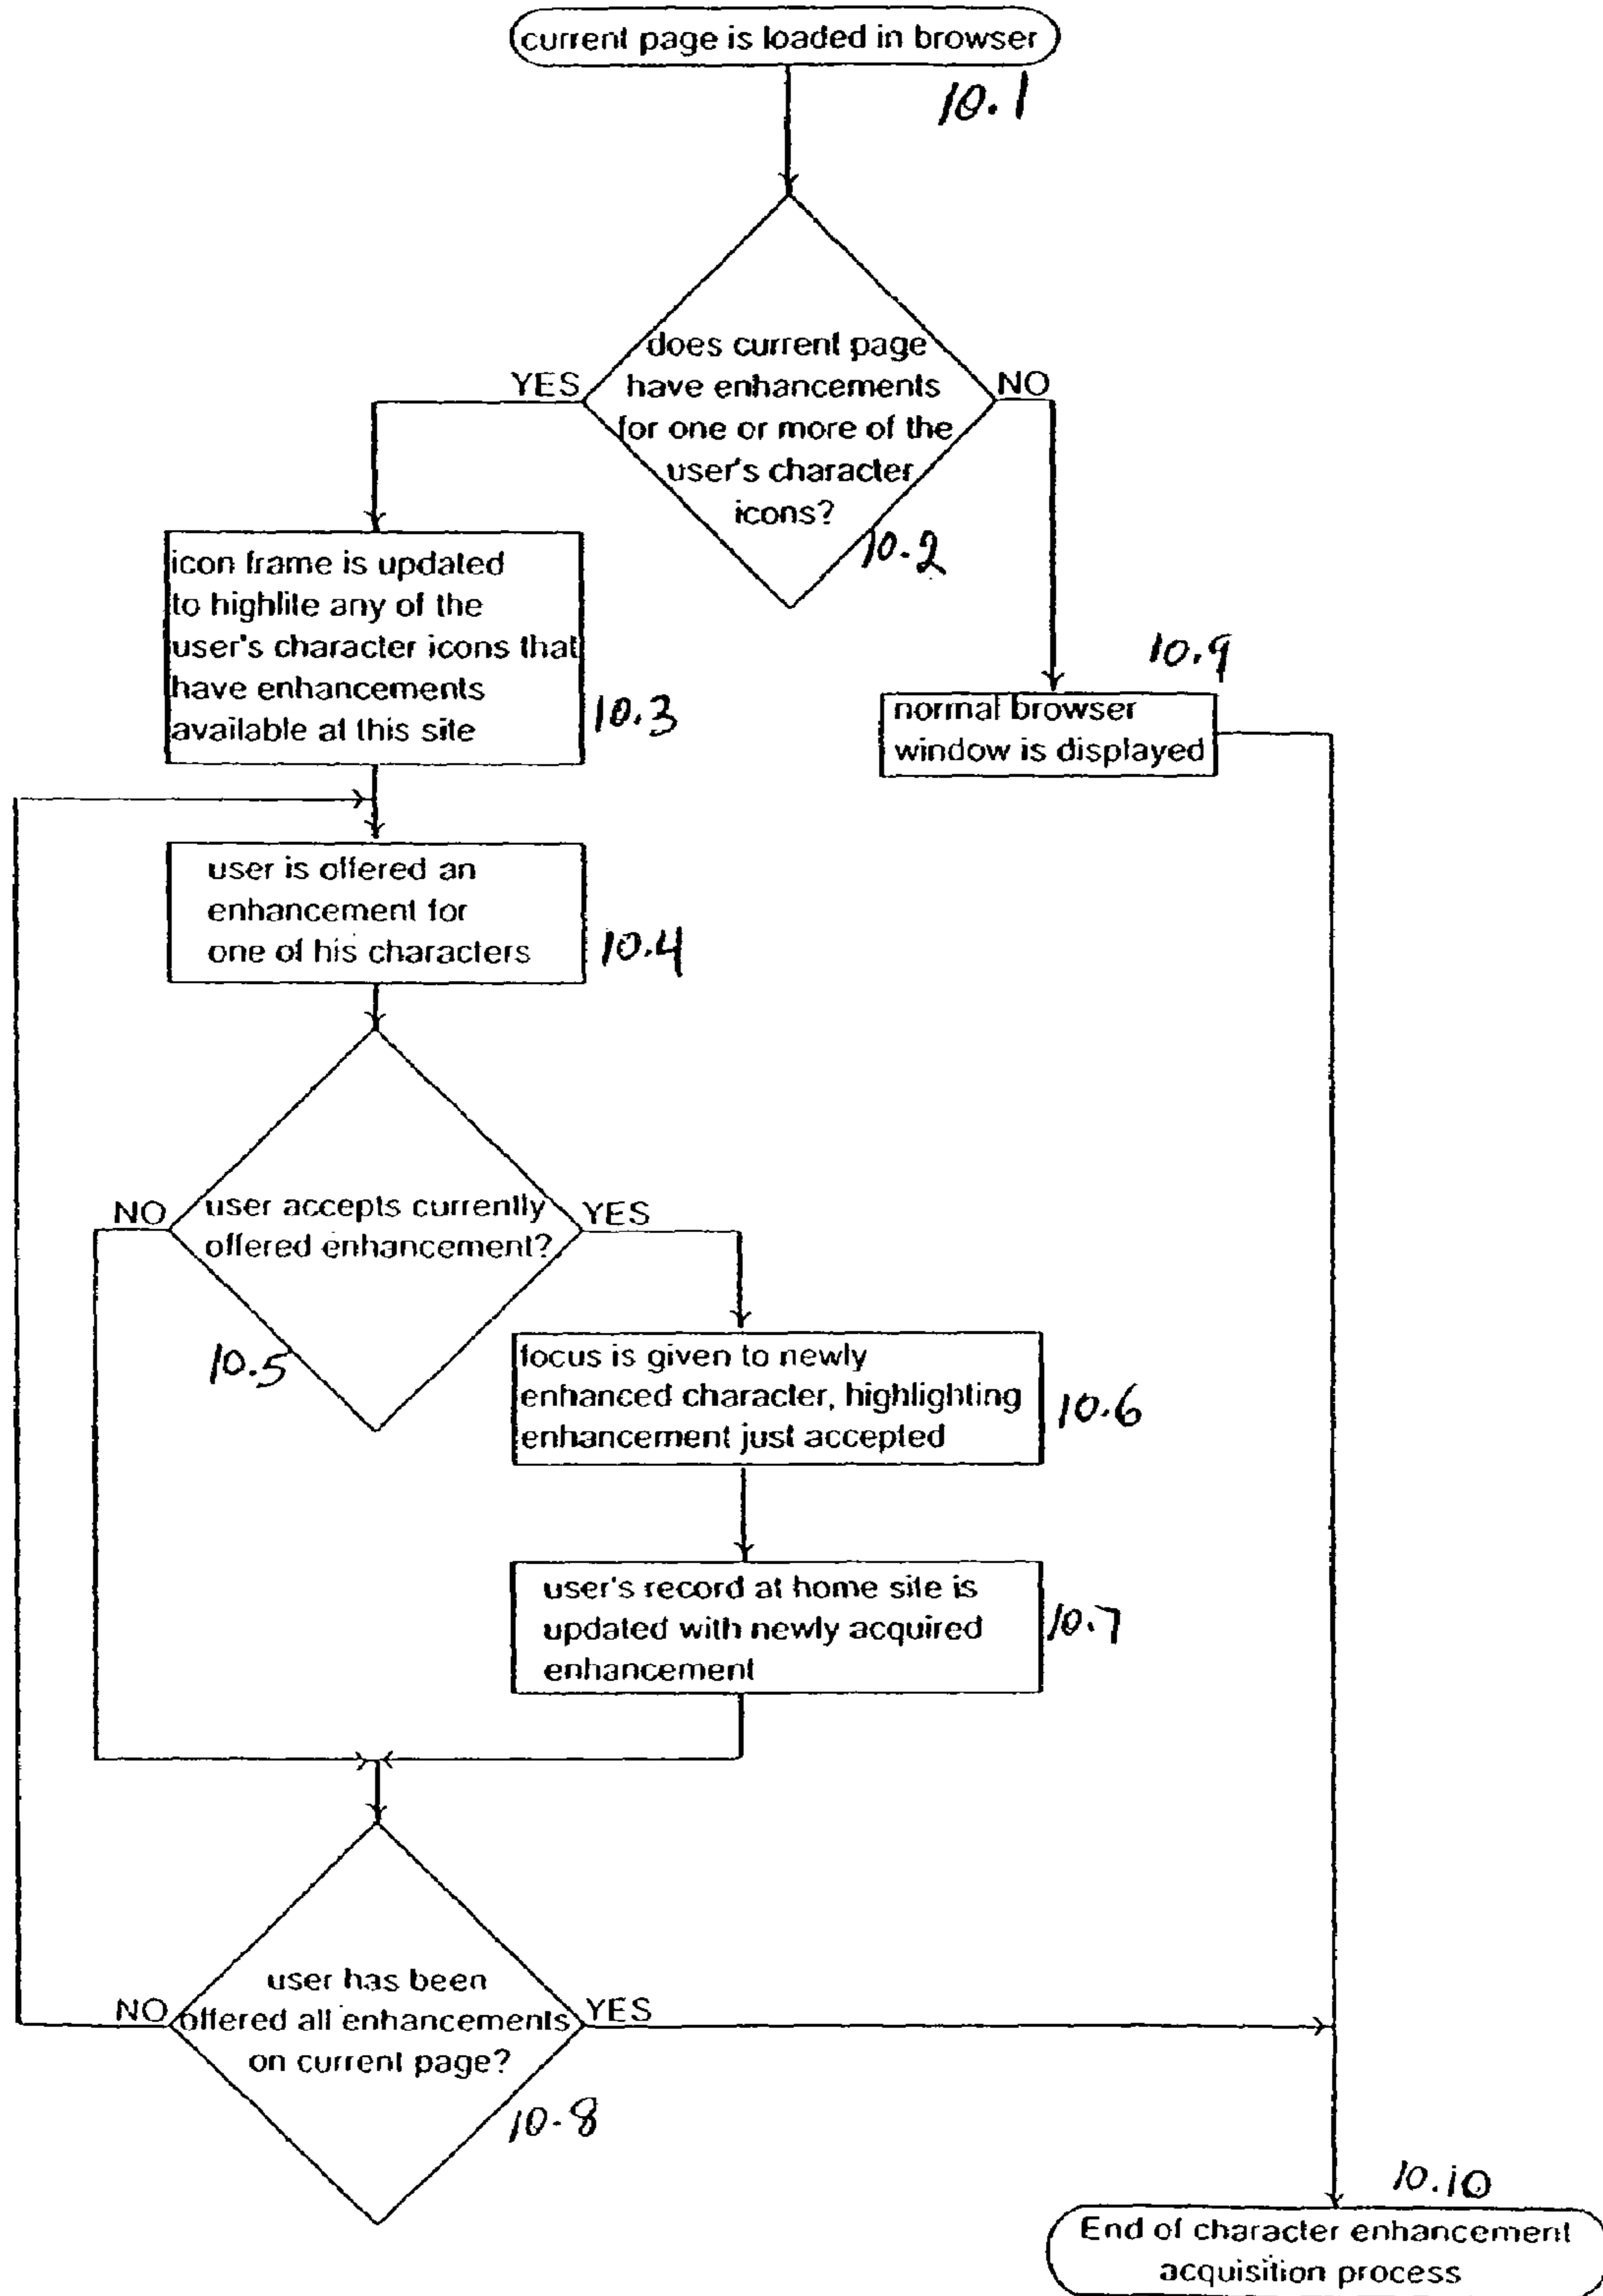 current page is loaded in browser
10.1
does current page
have enhancements
for one or more of the
user's character
icons?
YES
NO
10.2
icon frame is updated
to highlite any of the
user's character icons that
have enhancements
available at this site
10.3
10.9
normal browser
window is displayed
user is offered an
enhancement for
one of his characters
10.4
NO
user accepts currently
offered enhancement?
YES
10.5
focus is given to newly
enhanced character, highlighting
enhancement just accepted
10.6
user's record at home site is
updated with newly acquired
enhancement
10.7
user has been
offered all enhancements
on current page?
NO
YES
10.8
10.10
End of character enhancement
acquisition process